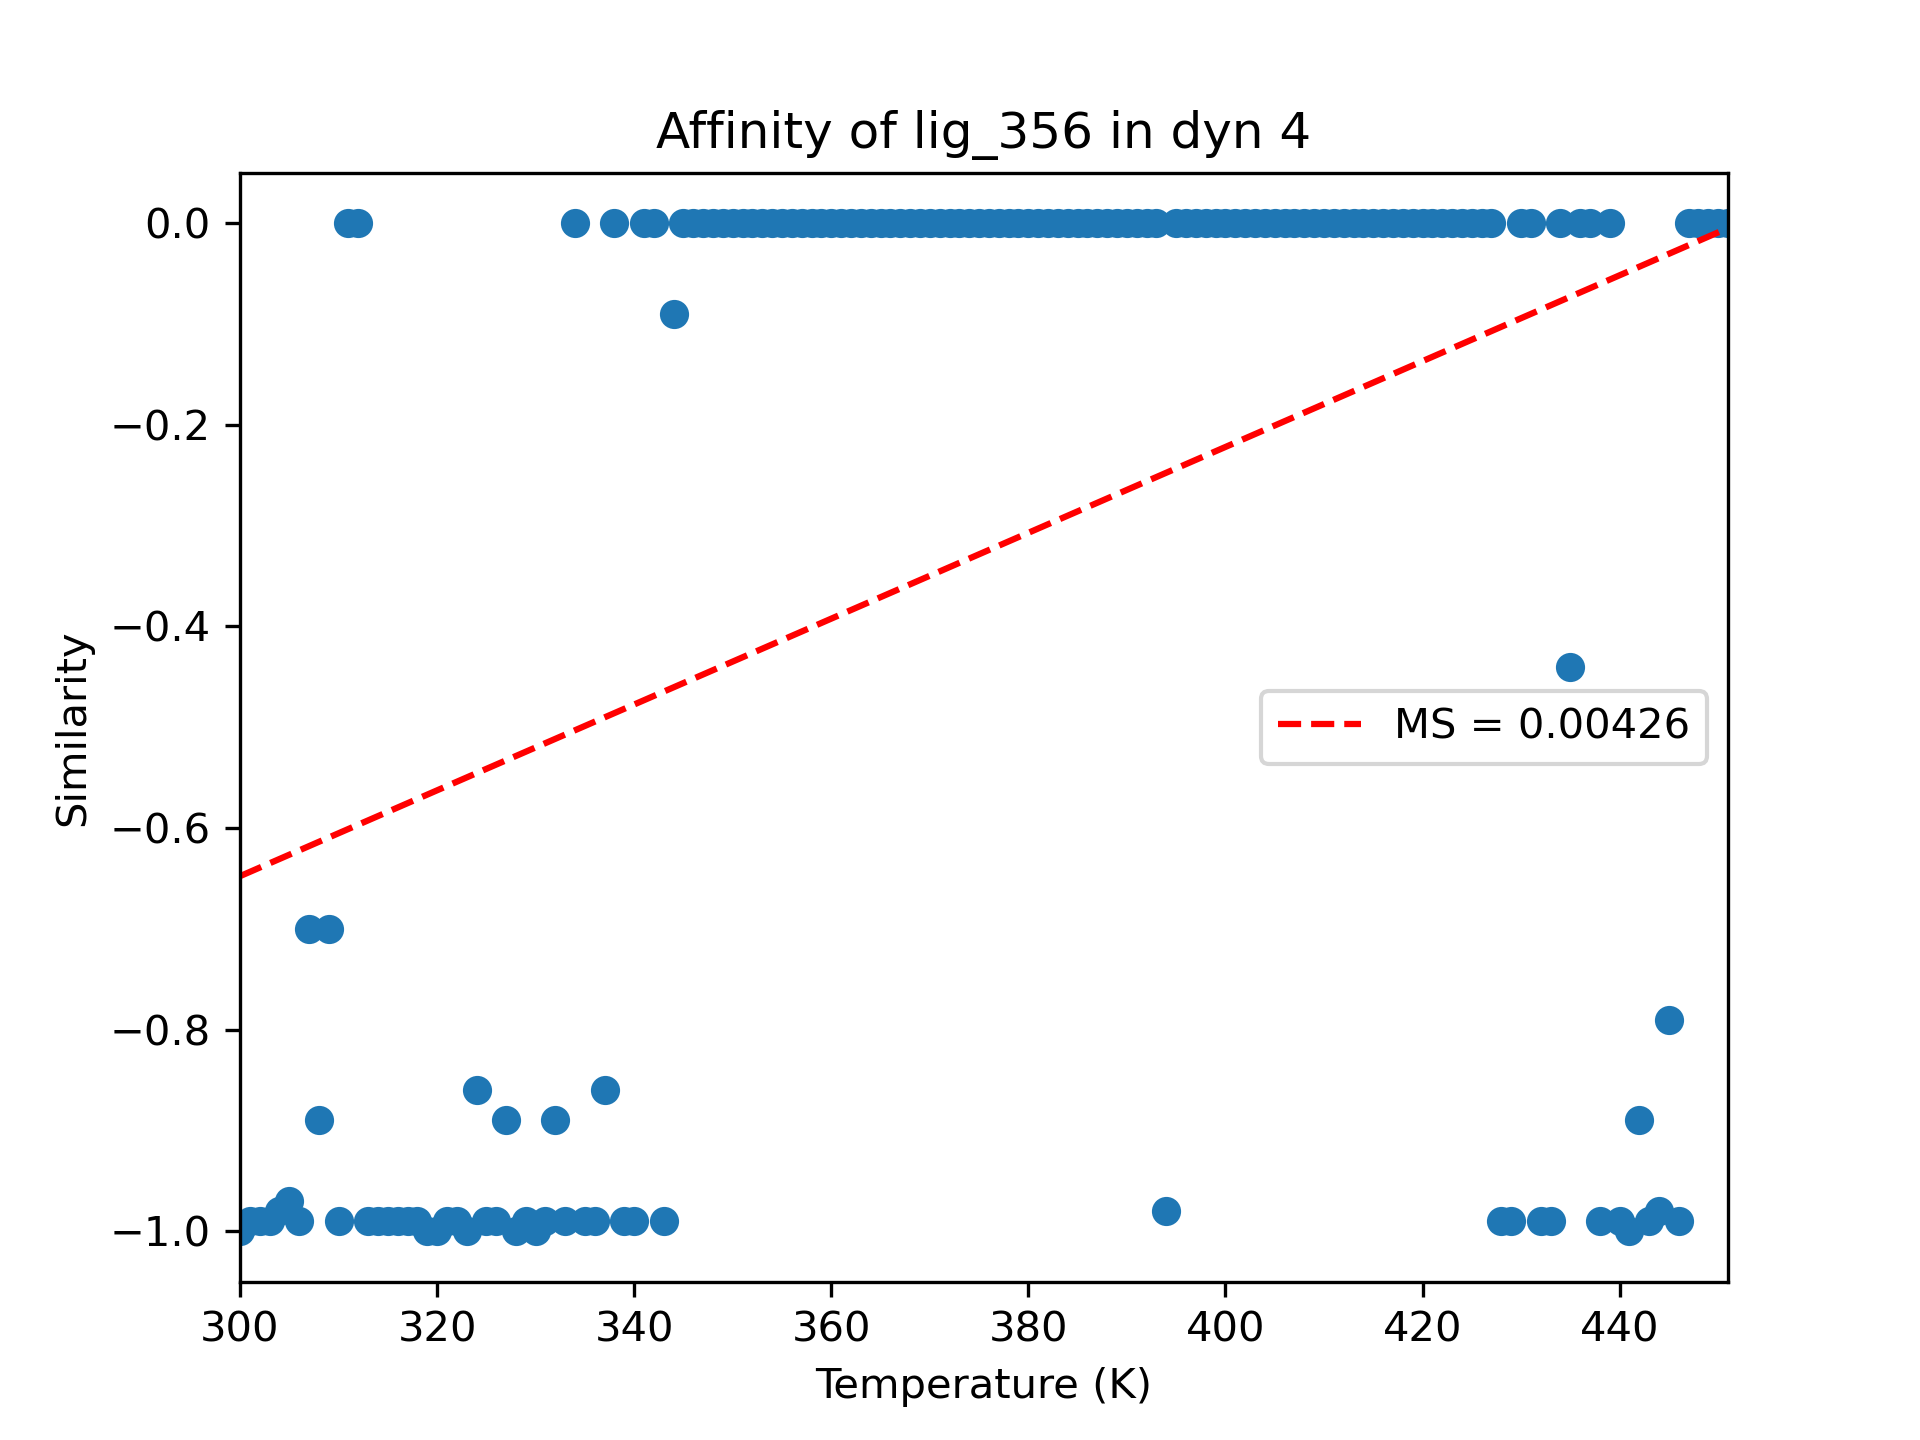 Affinity of lig_356 in dyn 4
0.0
−0.2
−0.4
−0.6
−0.8
−1.0
Similarity
MS = 0.00426
300 320 340 360 380 400 420 440
Temperature (K)